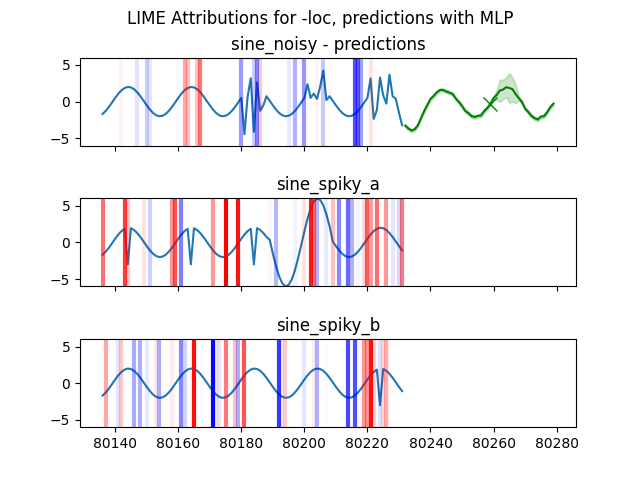 LIME Attributions for -loc, predictions with MLP
sine_noisy - predictions
5
0
−5
sine_spiky_a
5
0
−5
sine_spiky_b
5
0
−5
80140 80160 80180 80200 80220 80240 80260 80280